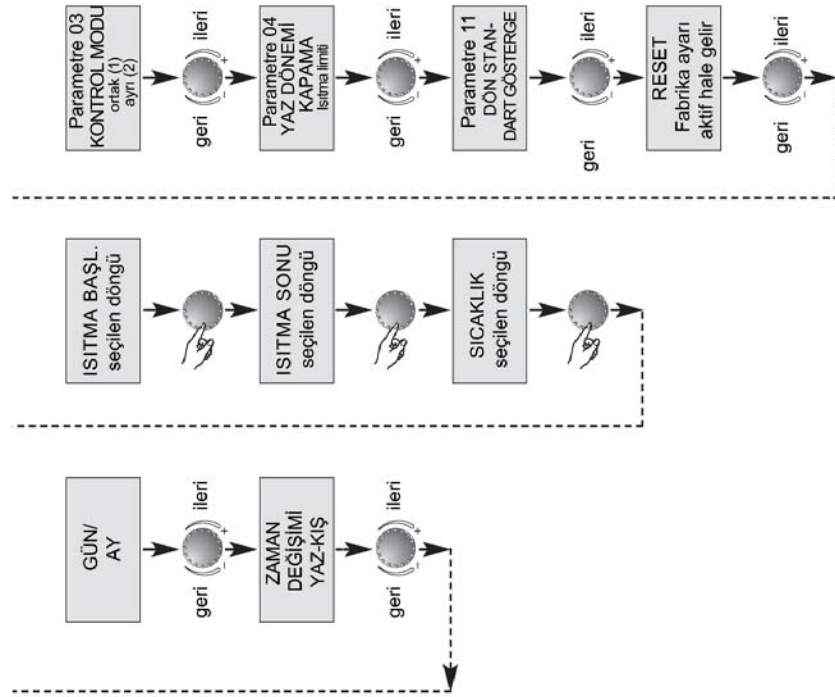 Parametre 03
KONTROL MODU
ortak (1)
ayrı (2)
geri
ileri
Parametre 04
YAZ DÖNEMİ
KAPAMA
Isıtma limiti
geri
ileri
Parametre 11
DÖN STAN-
DART GÖSTERGE
geri
ileri
RESET
Fabrika ayarı
aktif hale gelir
geri
ileri
ISITMA BAŞL.
seçilen döngü
ISITMA SONU
seçilen döngü
SICAKLIK
seçilen döngü
GÜN/
AY
geri
ileri
ZAMAN
DEĞİŞİMİ
YAZ-KIŞ
geri
ileri